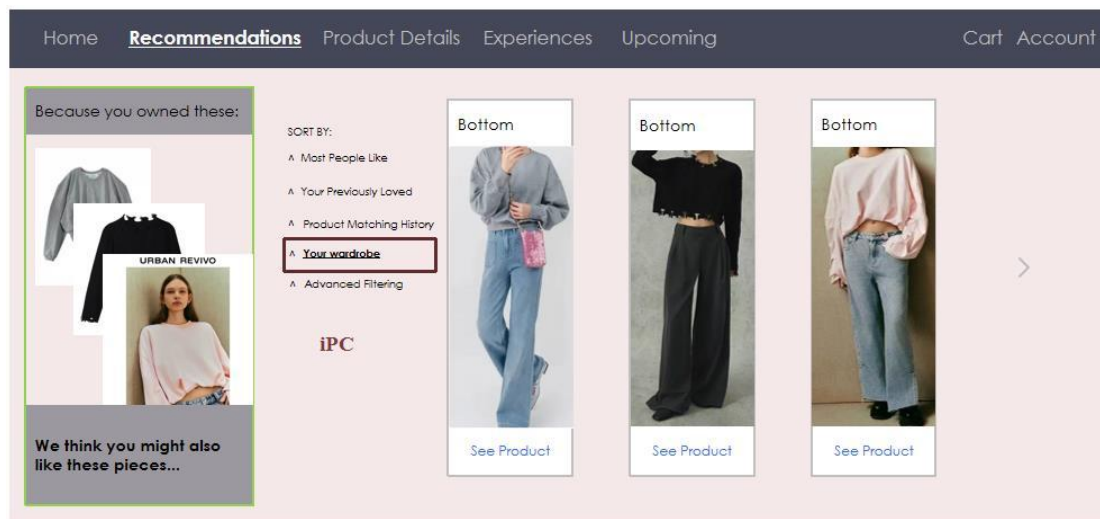 Home Recommendations Product Details Experiences Upcoming Cart Account
Because you owned these:
URBAN REVIVO
We think you might also
like these pieces...
SORT BY:
^ Most People Like
^ Your Previously Loved
^ Product Matching History
^ Your wardrobe
^ Advanced Filtering
iPC
Bottom
See Product
Bottom
See Product
Bottom
See Product